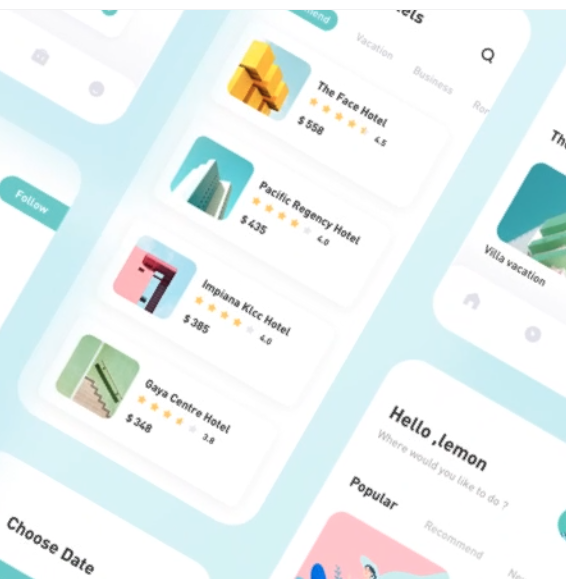 Vacation
Business
The Face Hotel
4.5
$ 558
Pacific Regency Hotel
4.0
$ 435
Impiana Klcc Hotel
4.0
$ 385
Gaya Centre Hotel
3.8
$ 348
Follow
Villa vacation
Hello ,lemon
Where would you like to do ?
Popular
Recommend
Choose Date